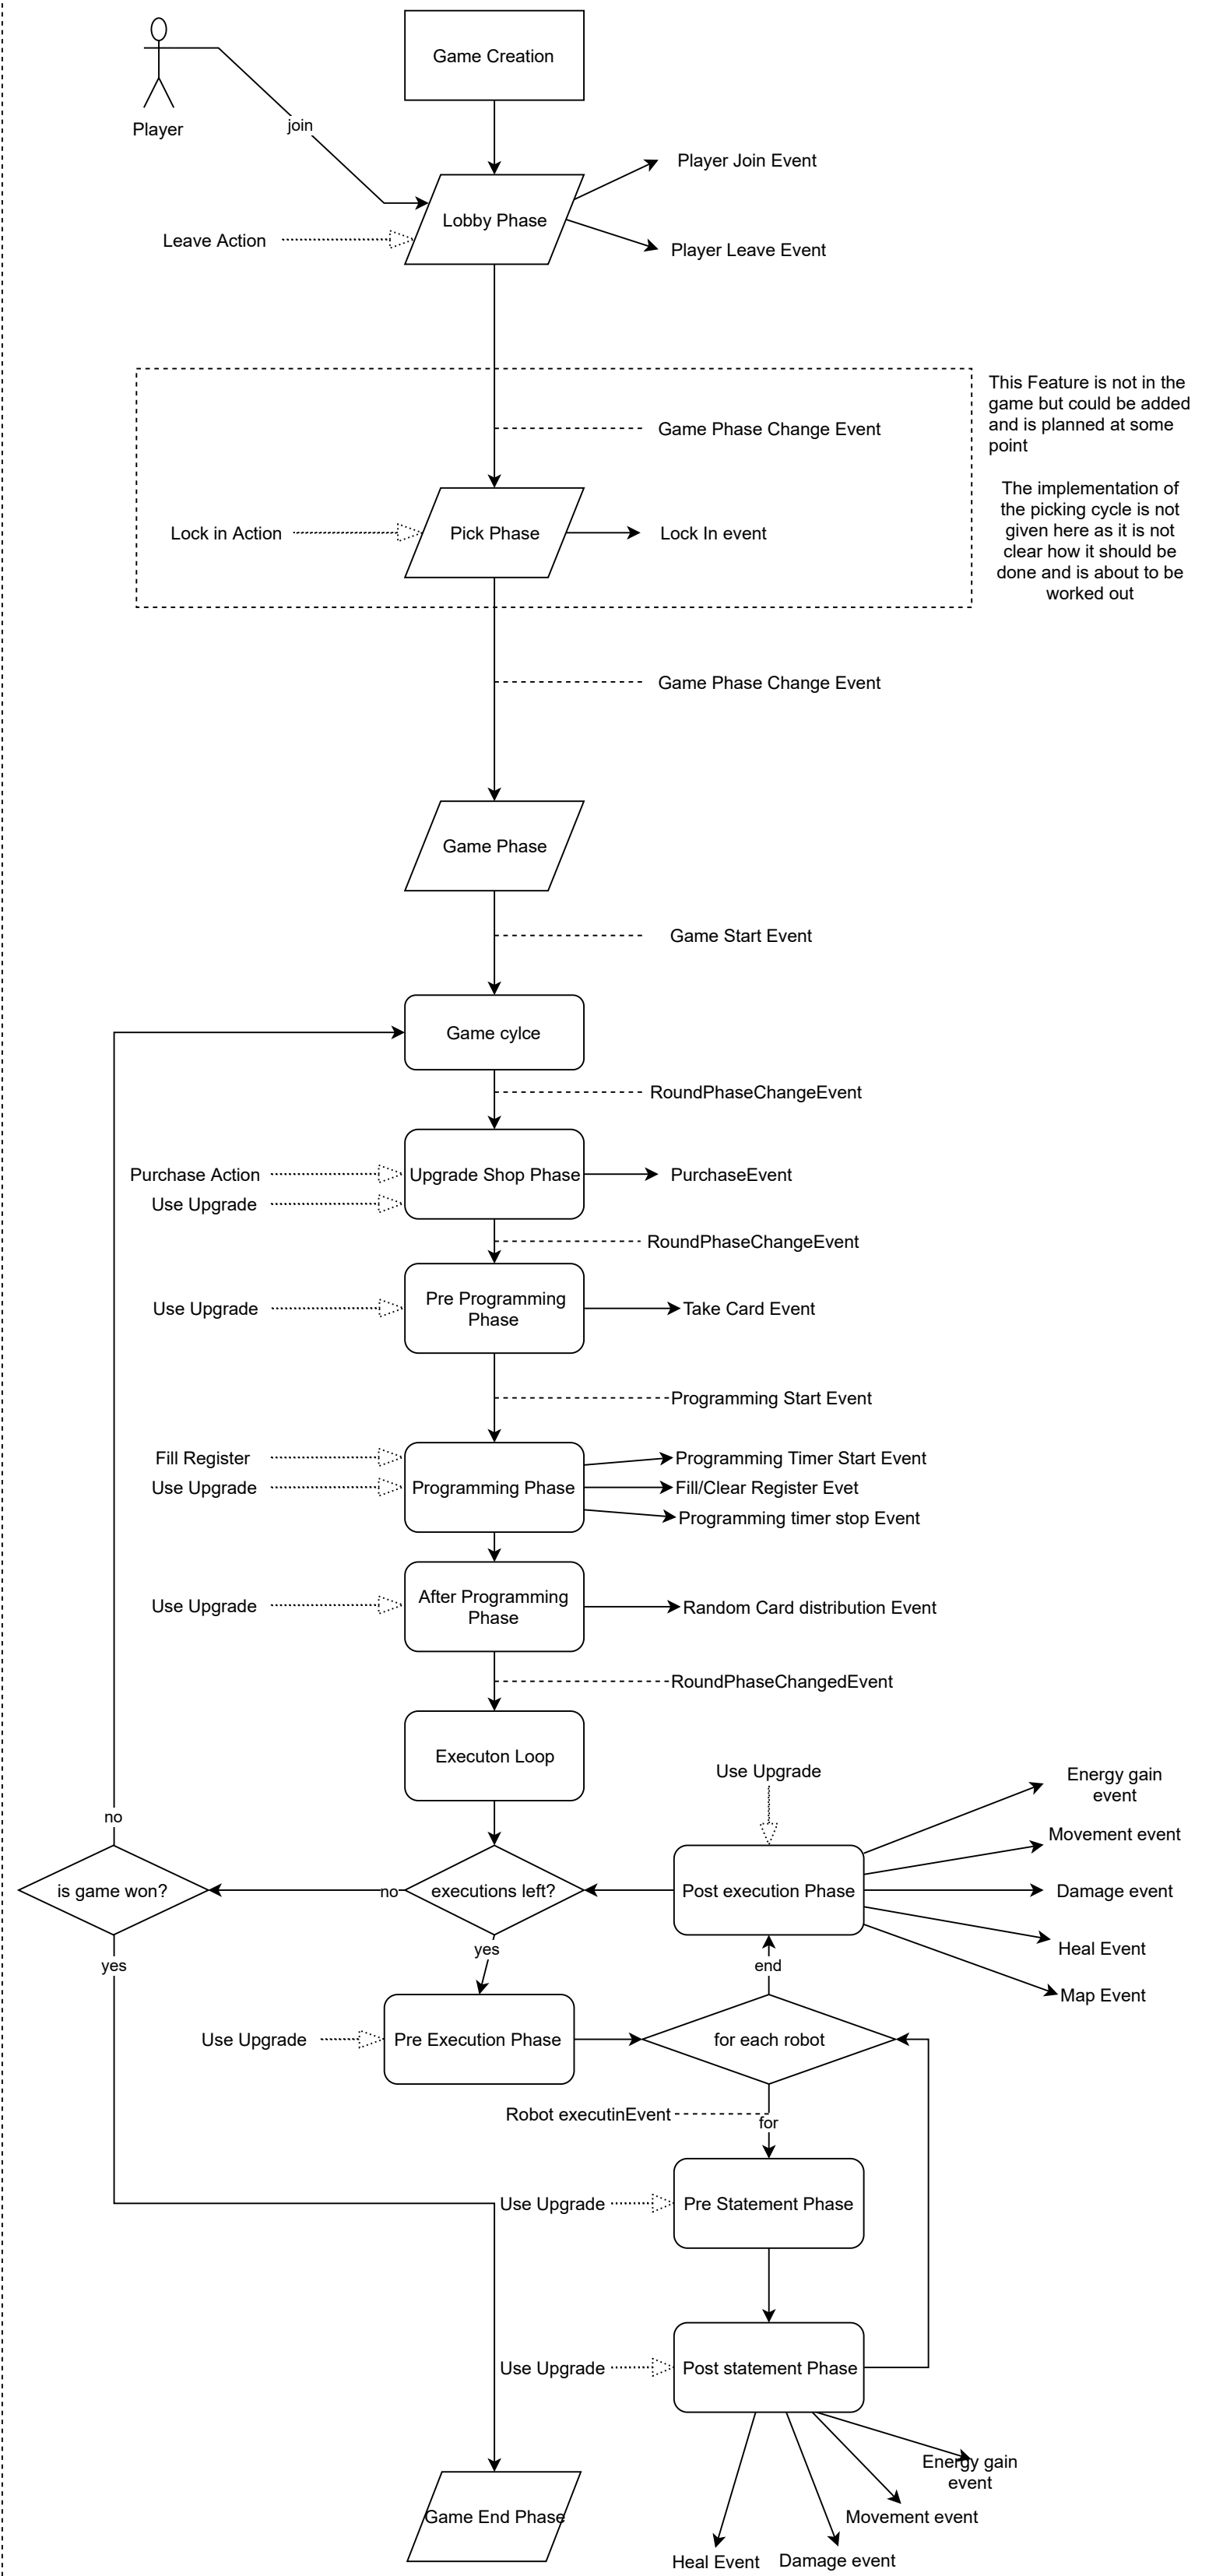 Game Creation
Player
join
Player Join Event
Lobby Phase
Leave Action
Player Leave Event
This Feature is not in the
game but could be added
and is planned at some
point
Game Phase Change Event
The implementation of
the picking cycle is not
given here as it is not
clear how it should be
done and is about to be
worked out
Lock in Action
Pick Phase
Lock In event
Game Phase Change Event
Game Phase
Game Start Event
Game cylce
RoundPhaseChangeEvent
Purchase Action
Upgrade Shop Phase
PurchaseEvent
Use Upgrade
RoundPhaseChangeEvent
Use Upgrade
Pre Programming
Phase
Take Card Event
Programming Start Event
Fill Register
Programming Timer Start Event
Use Upgrade
Programming Phase
Fill/Clear Register Evet
Programming timer stop Event
Use Upgrade
After Programming
Phase
Random Card distribution Event
RoundPhaseChangedEvent
Executon Loop
Use Upgrade
Energy gain
event
no
Movement event
is game won?
no
executions left?
Post execution Phase
Damage event
yes
yes
end
Heal Event
Map Event
Use Upgrade
Pre Execution Phase
for each robot
Robot executinEvent
for
Use Upgrade
Pre Statement Phase
Use Upgrade
Post statement Phase
Energy gain
event
Game End Phase
Movement event
Heal Event
Damage event